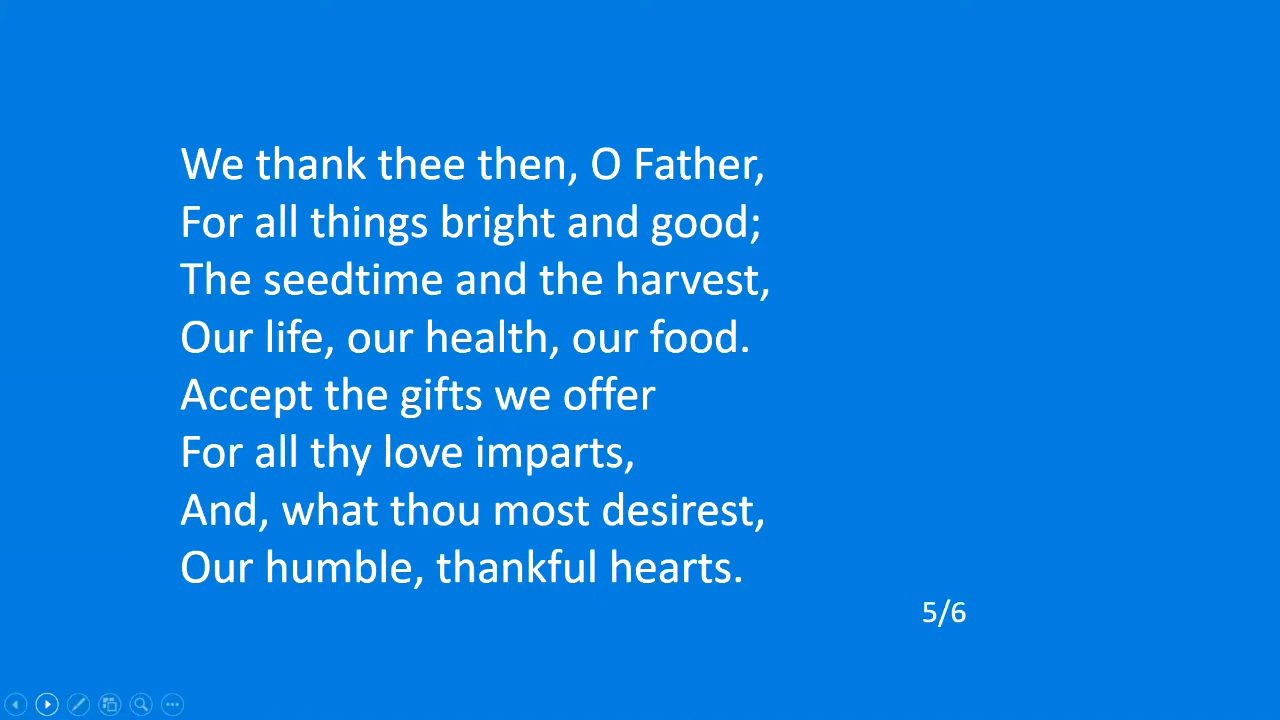 We thank thee then, O Father,
For all things bright and good;
The seedtime and the harvest,
Our life, our health, our food.
Accept the gifts we offer
For all thy love imparts,
And, what thou most desirest,
Our humble, thankful hearts.
5/6